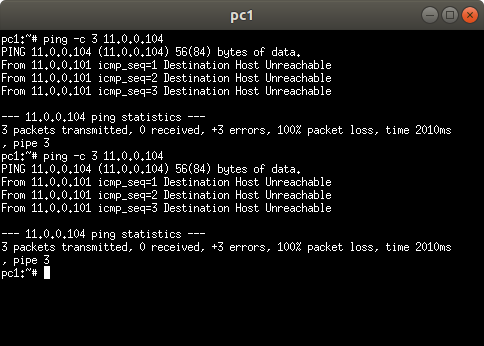 pc1
pc1:~# ping -c 3 11.0.0.104
PING 11.0.0.104 (11.0.0.104) 56(84) bytes of data.
From 11.0.0.101 icmp_seq=1 Destination Host Unreachable
From 11.0.0.101 icmp_seq=2 Destination Host Unreachable
From 11.0.0.101 icmp_seq=3 Destination Host Unreachable

--- 11.0.0.104 ping statistics ---
3 packets transmitted, 0 received, +3 errors, 100% packet loss, time 2010ms
, pipe 3
pc1:~# ping -c 3 11.0.0.104
PING 11.0.0.104 (11.0.0.104) 56(84) bytes of data.
From 11.0.0.101 icmp_seq=1 Destination Host Unreachable
From 11.0.0.101 icmp_seq=2 Destination Host Unreachable
From 11.0.0.101 icmp_seq=3 Destination Host Unreachable

--- 11.0.0.104 ping statistics ---
3 packets transmitted, 0 received, +3 errors, 100% packet loss, time 2010ms
, pipe 3
pc1:~#